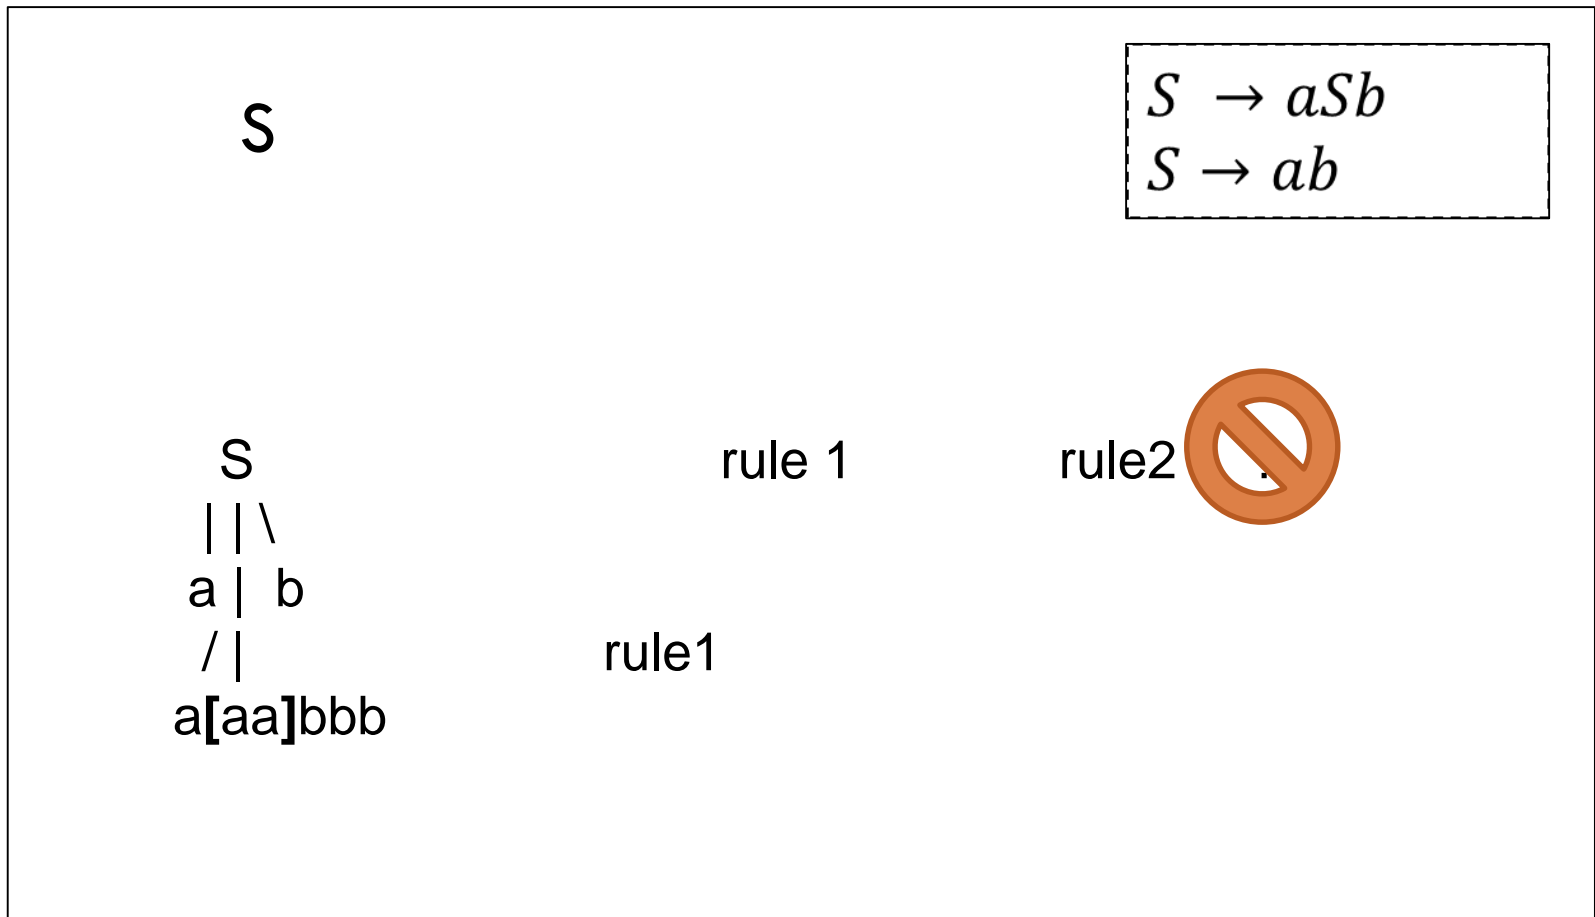 S
S → aSb
S → ab
S rule 1 rule2
| | \
a | b
/ | rule1
a[aa]bbb